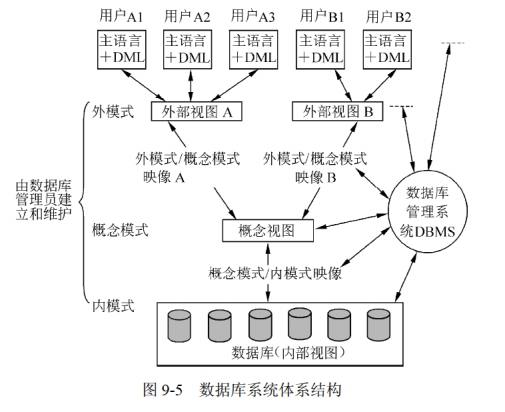 用户A1 用户A2 用户A3 用户B1 用户B2
主语言 主语言 主语言 主语言 主语言
+DML +DML +DML +DML +DML
外模式 外部视图 A 外部视图 B
外模式/概念模式 外模式/概念模式
映像 A 映像 B
由数据库
管理员建
立和维护
数据库
管理系
统DBMS
概念模式 概念视图
概念模式/内模式映像
内模式
数据库(内部视图)
图 9-5 数据库系统体系结构